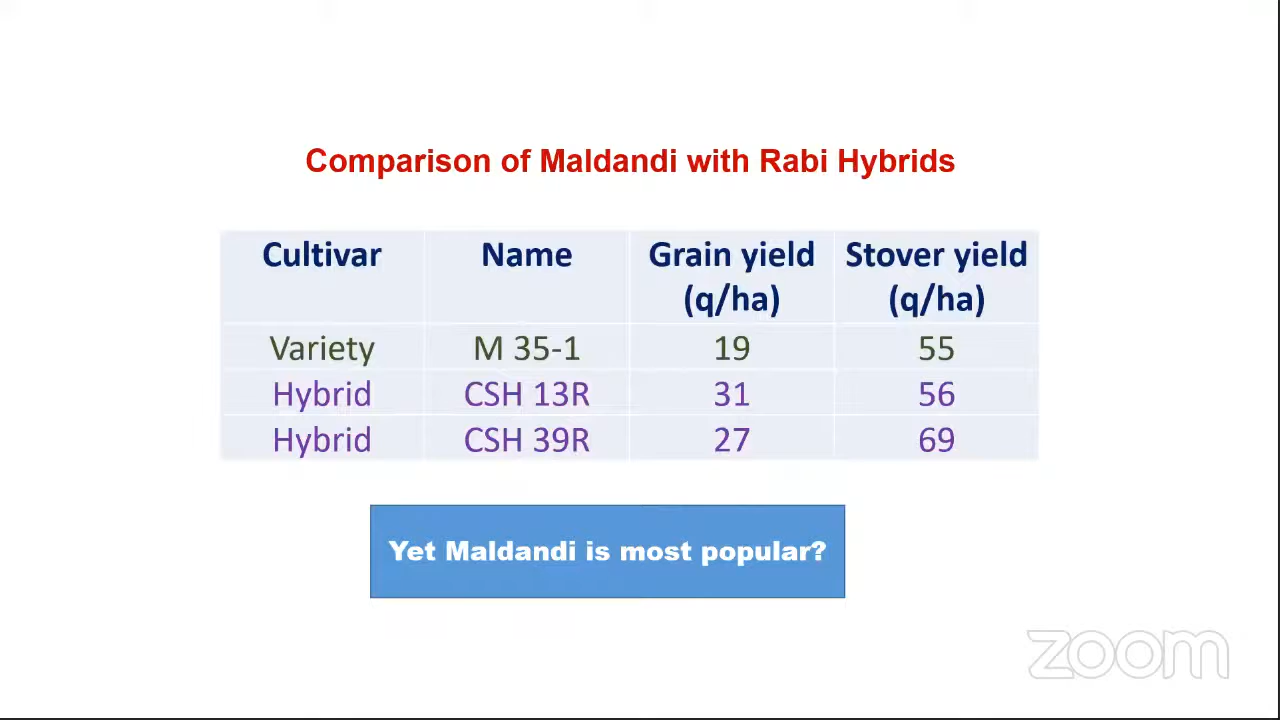 Comparison of Maldandi with Rabi Hybrids
Cultivar Name Grain yield (q/ha) Stover yield (q/ha)
Variety M 35-1 19 55
Hybrid CSH 13R 31 56
Hybrid CSH 39R 27 69
Yet Maldandi is most popular?
zoom